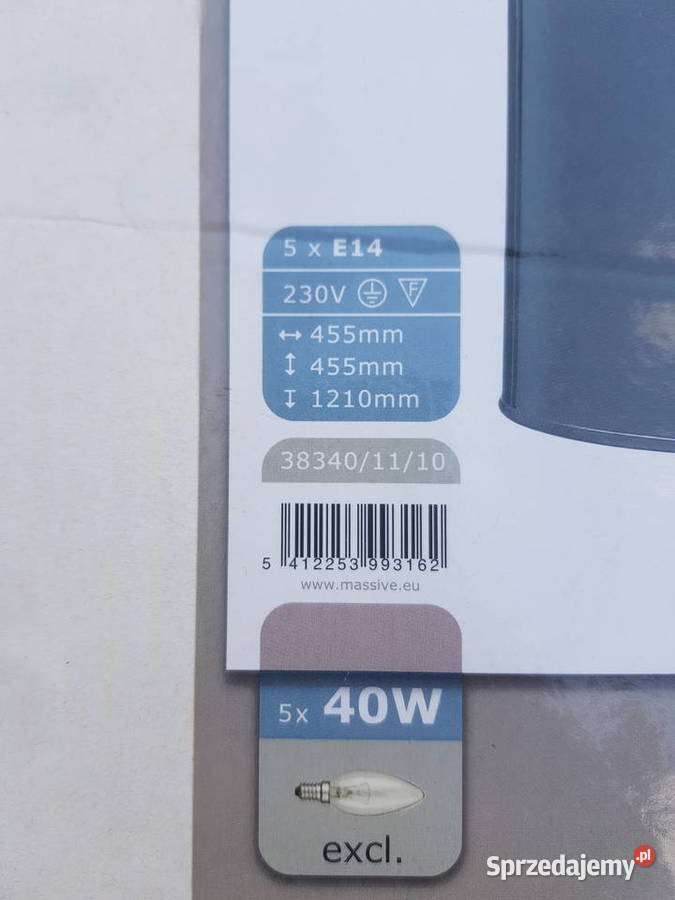 5 x E14
230V F
455mm
455mm
1210mm
38340/11/10
5 412253 993162
www.massive.eu
5x 40W
excl.
Sprzedajemy.pl